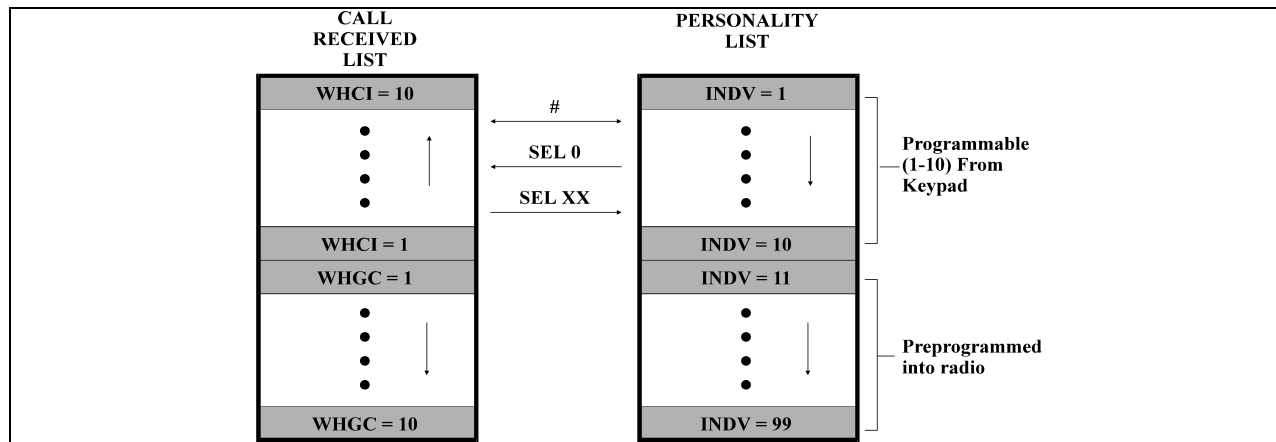 CALL
RECEIVED
LIST
PERSONALITY
LIST
WHCI = 10
INDV = 1
#
SEL 0
SEL XX
Programmable
(1-10) From
Keypad
WHCI = 1
INDV = 10
WHGC = 1
INDV = 11
Preprogrammed
into radio
WHGC = 10
INDV = 99